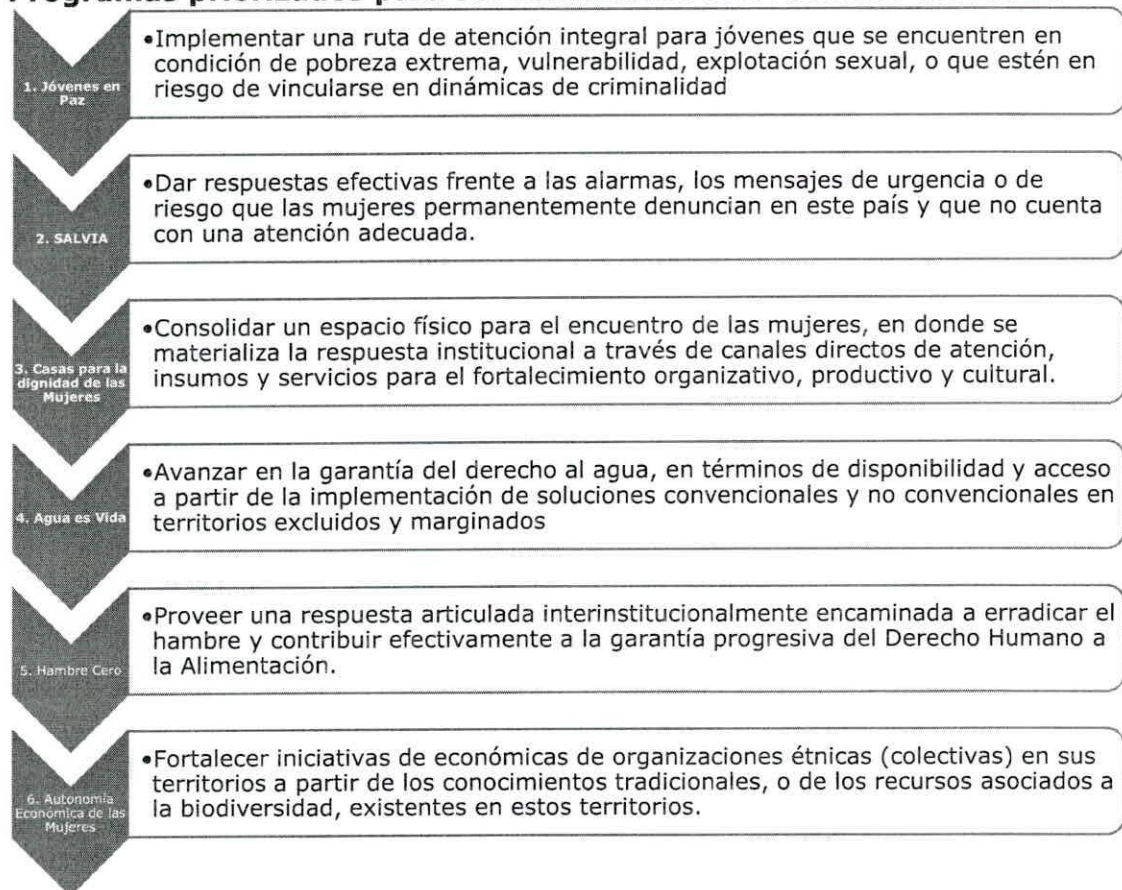 Programas priorizados para
1. Jóvenes en
Paz
•Implementar una ruta de atención integral para jóvenes que se encuentren en
condición de pobreza extrema, vulnerabilidad, explotación sexual, o que estén en
riesgo de vincularse en dinámicas de criminalidad
2. SALVIA
•Dar respuestas efectivas frente a las alarmas, los mensajes de urgencia o de
riesgo que las mujeres permanentemente denuncian en este país y que no cuenta
con una atención adecuada.
3. Casas para la
dignidad de las
Mujeres
•Consolidar un espacio físico para el encuentro de las mujeres, en donde se
materializa la respuesta institucional a través de canales directos de atención,
insumos y servicios para el fortalecimiento organizativo, productivo y cultural.
4. Agua es Vida
•Avanzar en la garantía del derecho al agua, en términos de disponibilidad y acceso
a partir de la implementación de soluciones convencionales y no convencionales en
territorios excluidos y marginados
5. Hambre Cero
•Proveer una respuesta articulada interinstitucionalmente encaminada a erradicar el
hambre y contribuir efectivamente a la garantía progresiva del Derecho Humano a
la Alimentación.
6. Autonomía
Económica de las
Mujeres
•Fortalecer iniciativas de económicas de organizaciones étnicas (colectivas) en sus
territorios a partir de los conocimientos tradicionales, o de los recursos asociados a
la biodiversidad, existentes en estos territorios.